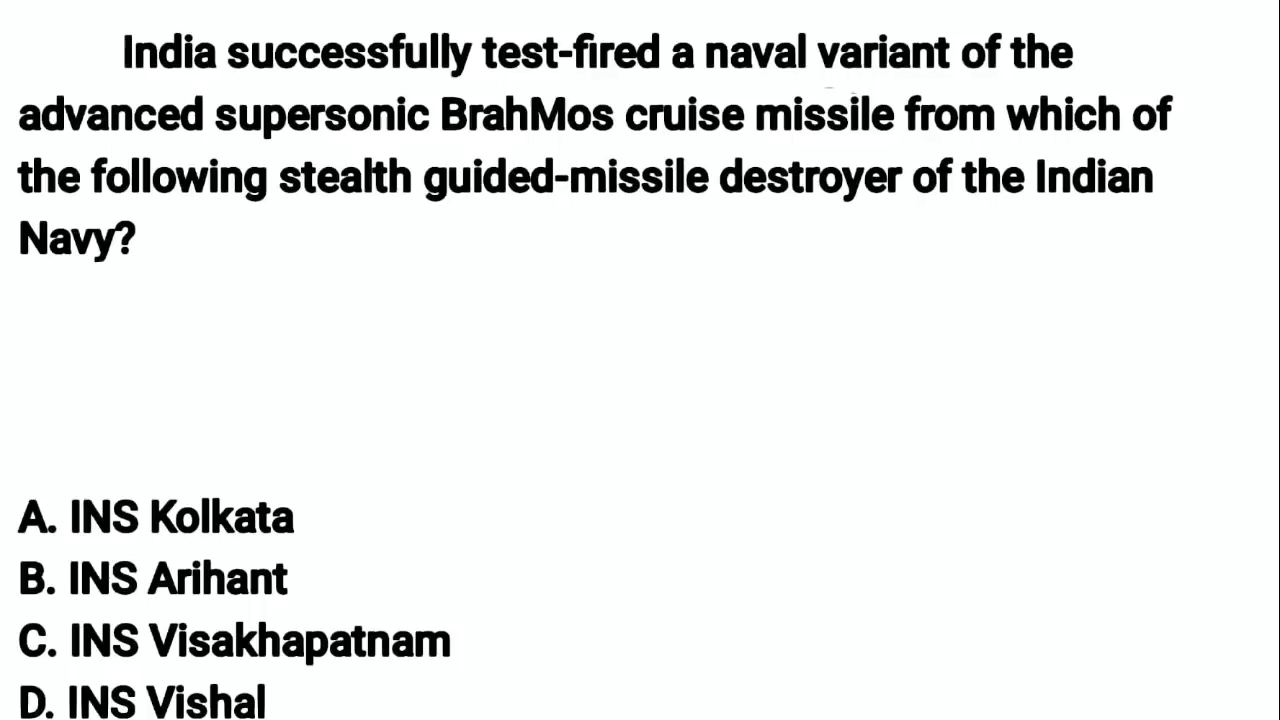 India successfully test-fired a naval variant of the
advanced supersonic BrahMos cruise missile from which of
the following stealth guided-missile destroyer of the Indian
Navy?
A. INS Kolkata
B. INS Arihant
C. INS Visakhapatnam
D. INS Vishal